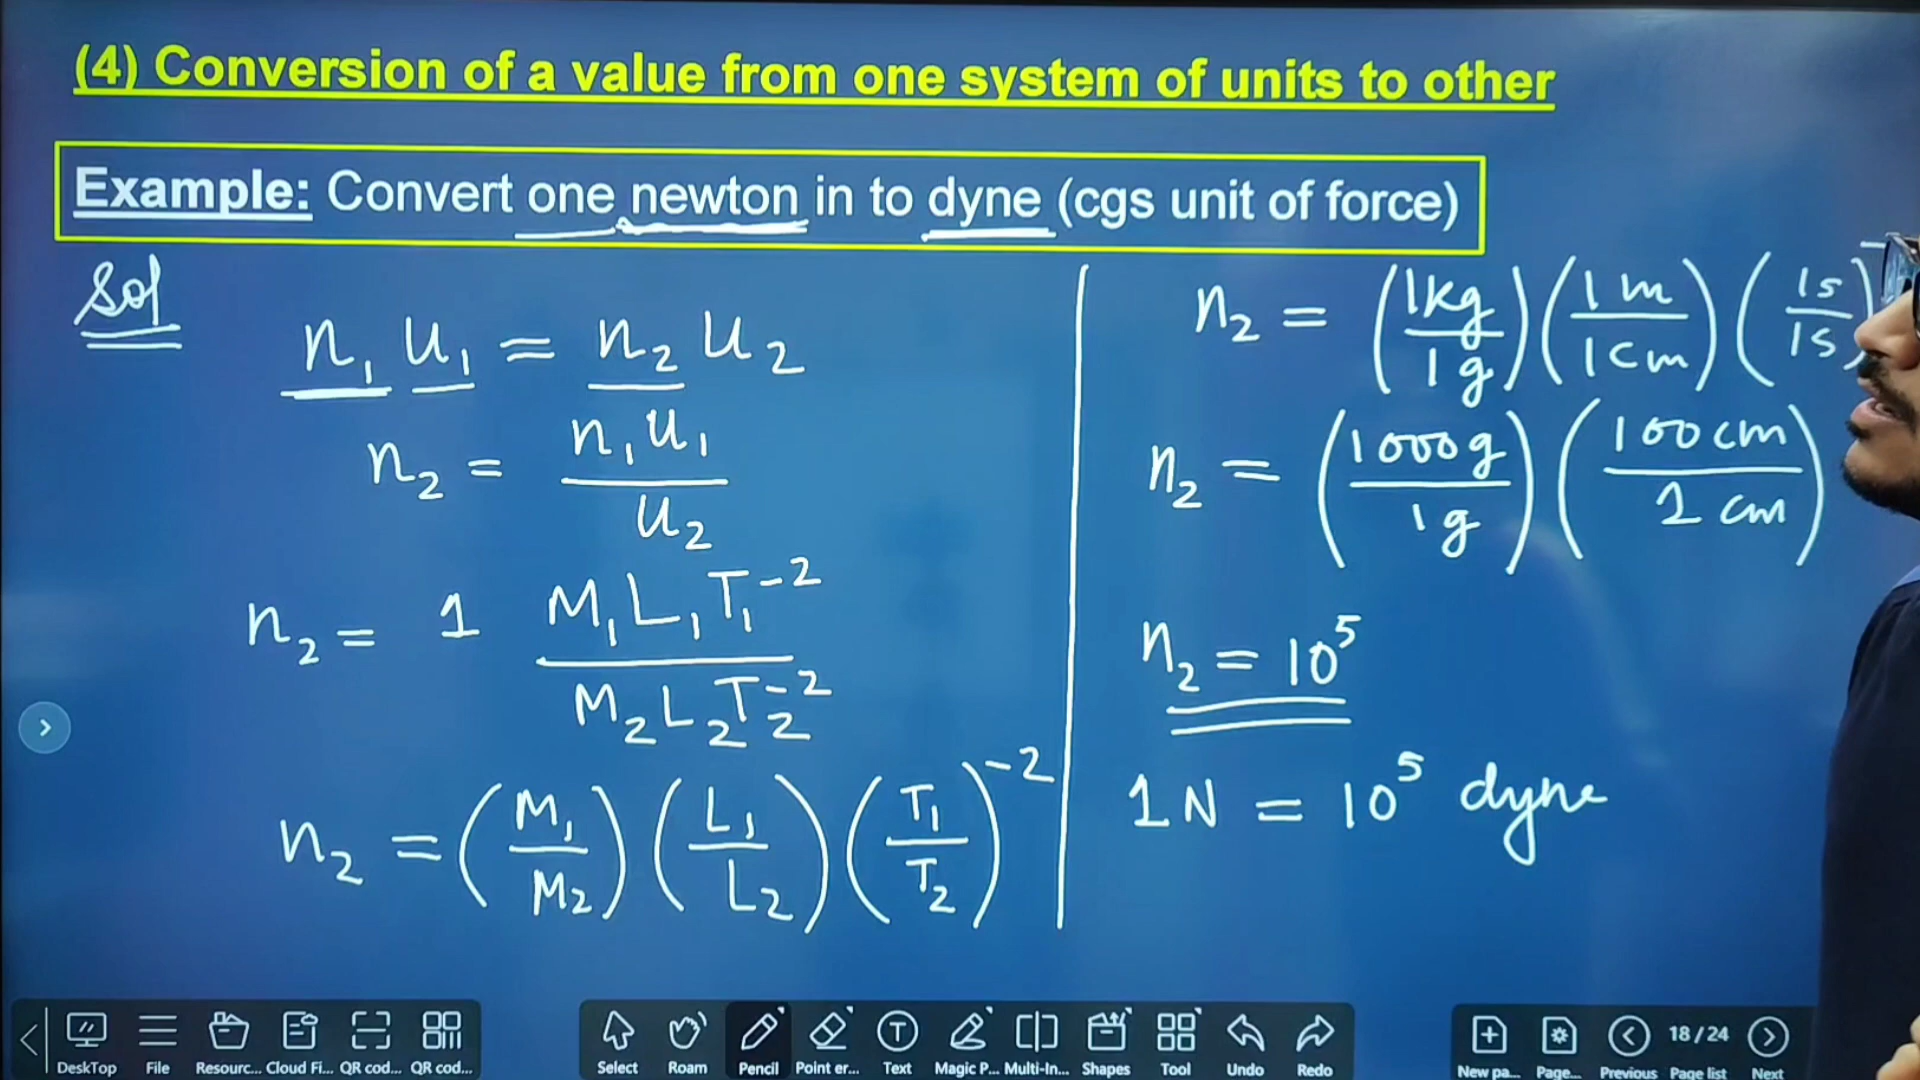 (4) Conversion of a value from one system of units to other
Example: Convert one newton in to dyne (cgs unit of force)
Sol
n₁ u₁ = n₂ u₂
n₂ = n₁u₁ / u₂
n₂ = 1 M₁L₁T₁⁻² / M₂L₂T₂⁻²
n₂ = (M₁/M₂) (L₁/L₂) (T₁/T₂)⁻²
n₂ = (1kg/1g) (1m/1cm) (1s/1s)
n₂ = (1000g/1g) (100cm/1cm)
n₂ = 10⁵
1N = 10⁵ dyne
DeskTop File Resourc... Cloud Fi... QR cod... QR cod... Select Roam Pencil Point er... Text Magic P... Multi-In... Shapes Tool Undo Redo New pa... Page... Previous 18/24 Page list Next